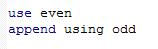 use even
append using odd